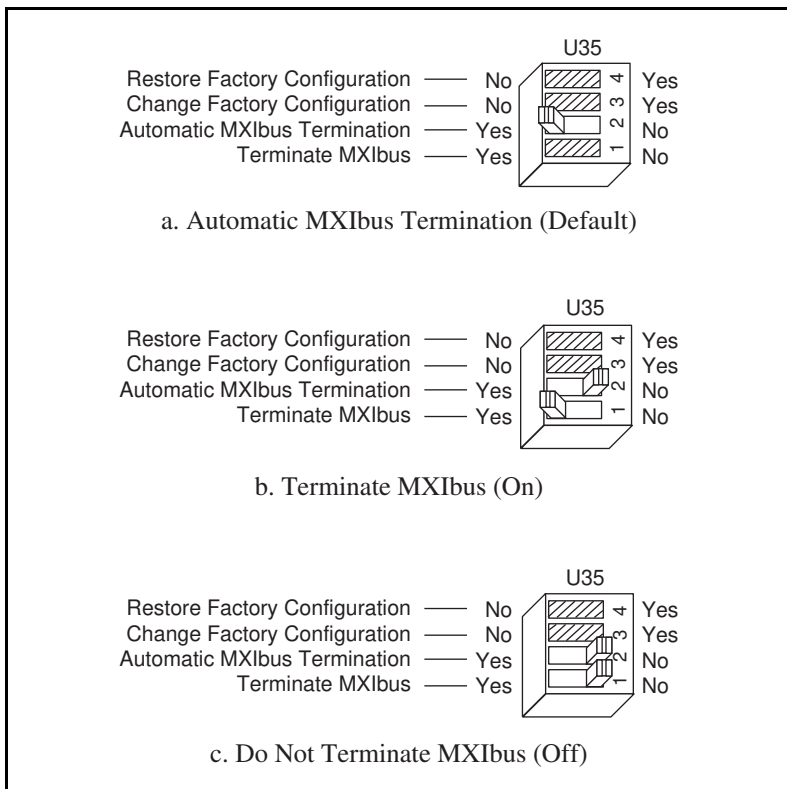 U35
Restore Factory Configuration No 4 Yes
Change Factory Configuration No 3 Yes
Automatic MXIbus Termination Yes 2 No
Terminate MXIbus Yes 1 No
a. Automatic MXIbus Termination (Default)
U35
Restore Factory Configuration No 4 Yes
Change Factory Configuration No 3 Yes
Automatic MXIbus Termination Yes 2 No
Terminate MXIbus Yes 1 No
b. Terminate MXIbus (On)
U35
Restore Factory Configuration No 4 Yes
Change Factory Configuration No 3 Yes
Automatic MXIbus Termination Yes 2 No
Terminate MXIbus Yes 1 No
c. Do Not Terminate MXIbus (Off)